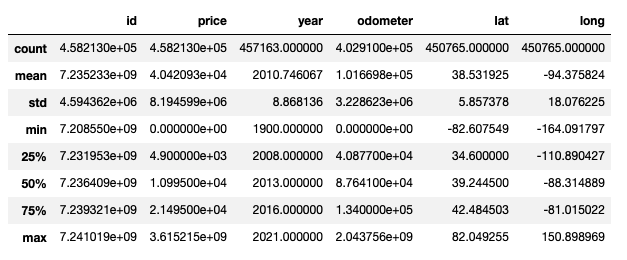 id price year odometer lat long
count 4.582130e+05 4.582130e+05 457163.000000 4.029100e+05 450765.000000 450765.000000
mean 7.235233e+09 4.042093e+04 2010.746067 1.016698e+05 38.531925 -94.375824
std 4.594362e+06 8.194599e+06 8.868136 3.228623e+06 5.857378 18.076225
min 7.208550e+09 0.000000e+00 1900.000000 0.000000e+00 -82.607549 -164.091797
25% 7.231953e+09 4.900000e+03 2008.000000 4.087700e+04 34.600000 -110.890427
50% 7.236409e+09 1.099500e+04 2013.000000 8.764100e+04 39.244500 -88.314889
75% 7.239321e+09 2.149500e+04 2016.000000 1.340000e+05 42.484503 -81.015022
max 7.241019e+09 3.615215e+09 2021.000000 2.043756e+09 82.049255 150.898969